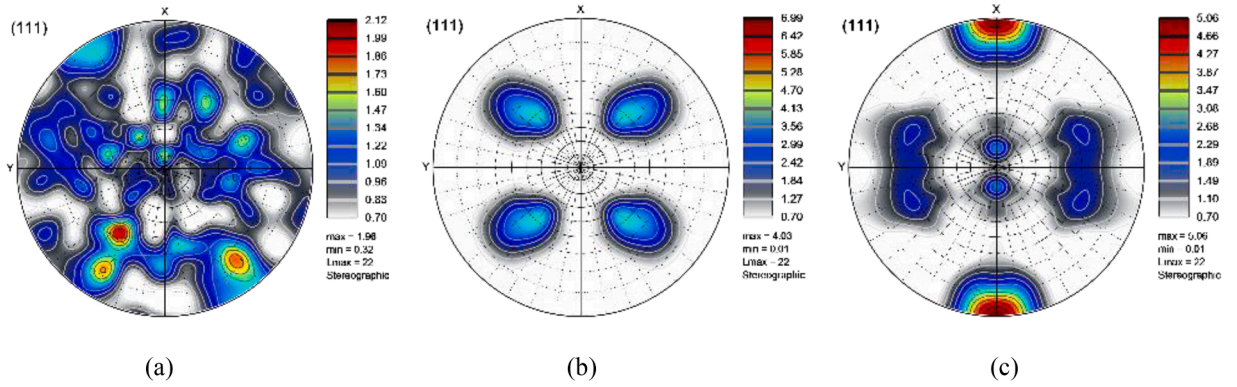 (111)
X
Y
2.12
1.99
1.86
1.73
1.60
1.47
1.34
1.22
1.09
0.96
0.83
0.70
max = 1.96
min = 0.32
Lmax = 22
Stereographic
(a)
(111)
X
Y
6.99
6.42
5.85
5.28
4.70
4.13
3.56
2.99
2.42
1.84
1.27
0.70
max = 4.03
min = 0.01
Lmax = 22
Stereographic
(b)
(111)
X
Y
5.06
4.66
4.27
3.87
3.47
3.08
2.68
2.29
1.89
1.49
1.10
0.70
max = 5.06
min = 0.01
Lmax = 22
Stereographic
(c)